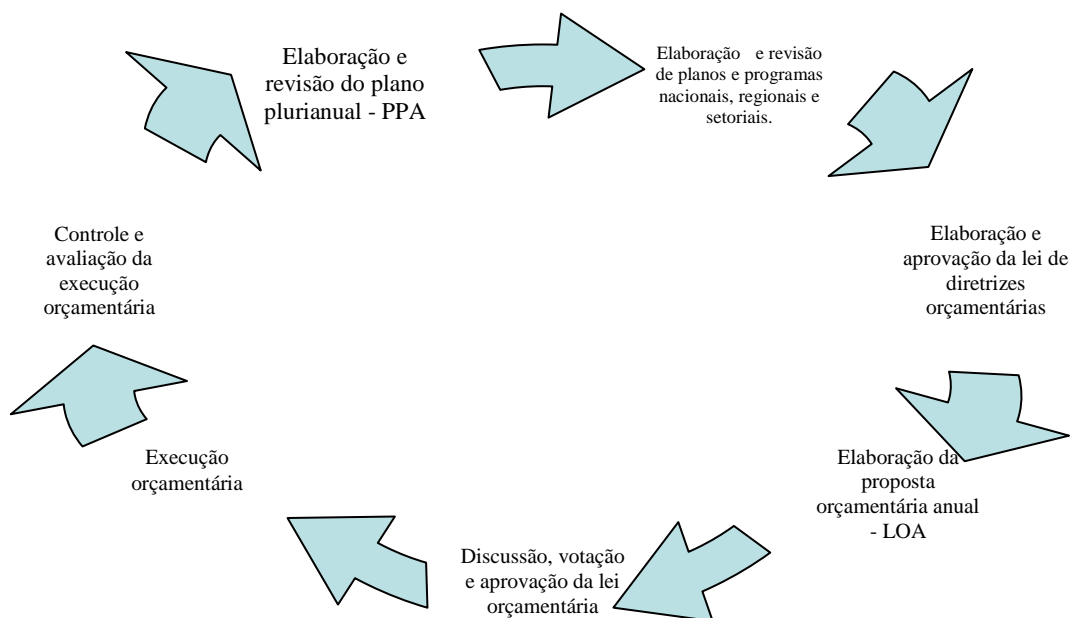 Elaboração e
revisão do plano
plurianual - PPA
Elaboração e revisão
de planos e programas
nacionais, regionais e
setoriais.
Elaboração e
aprovação da lei de
diretrizes
orçamentárias
Elaboração da
proposta
orçamentária anual
- LOA
Discussão, votação
e aprovação da lei
orçamentária
Execução
orçamentária
Controle e
avaliação da
execução
orçamentária